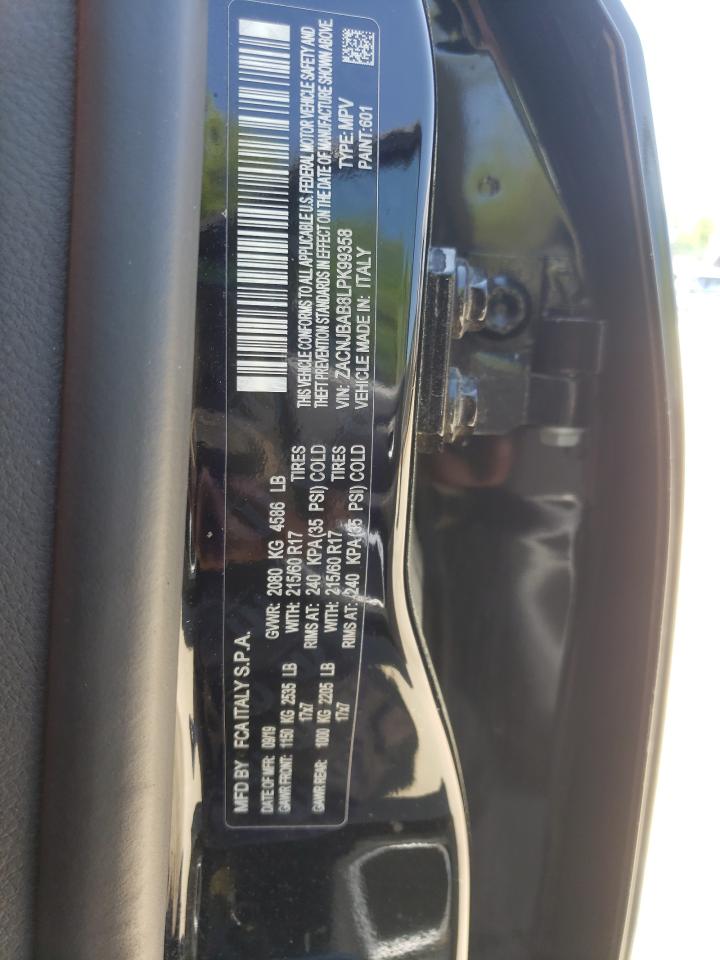 MFD BY FCA ITALY S.P.A.
DATE OF MFR: 09/19 GVWR: 2080 KG 4586 LB
GAWR FRONT: 1150 KG 2535 LB WITH: 215/60 R17 TIRES
17x7 RIMS AT: 240 KPA (35 PSI) COLD
GAWR REAR: 1000 KG 2205 LB WITH: 215/60 R17 TIRES
17x7 RIMS AT: 240 KPA (35 PSI) COLD
THIS VEHICLE CONFORMS TO ALL APPLICABLE U.S. FEDERAL MOTOR VEHICLE SAFETY AND
THEFT PREVENTION STANDARDS IN EFFECT ON THE DATE OF MANUFACTURE SHOWN ABOVE
VIN: ZACNJBAB8LPK99358 TYPE: MPV
VEHICLE MADE IN: ITALY PAINT: 601